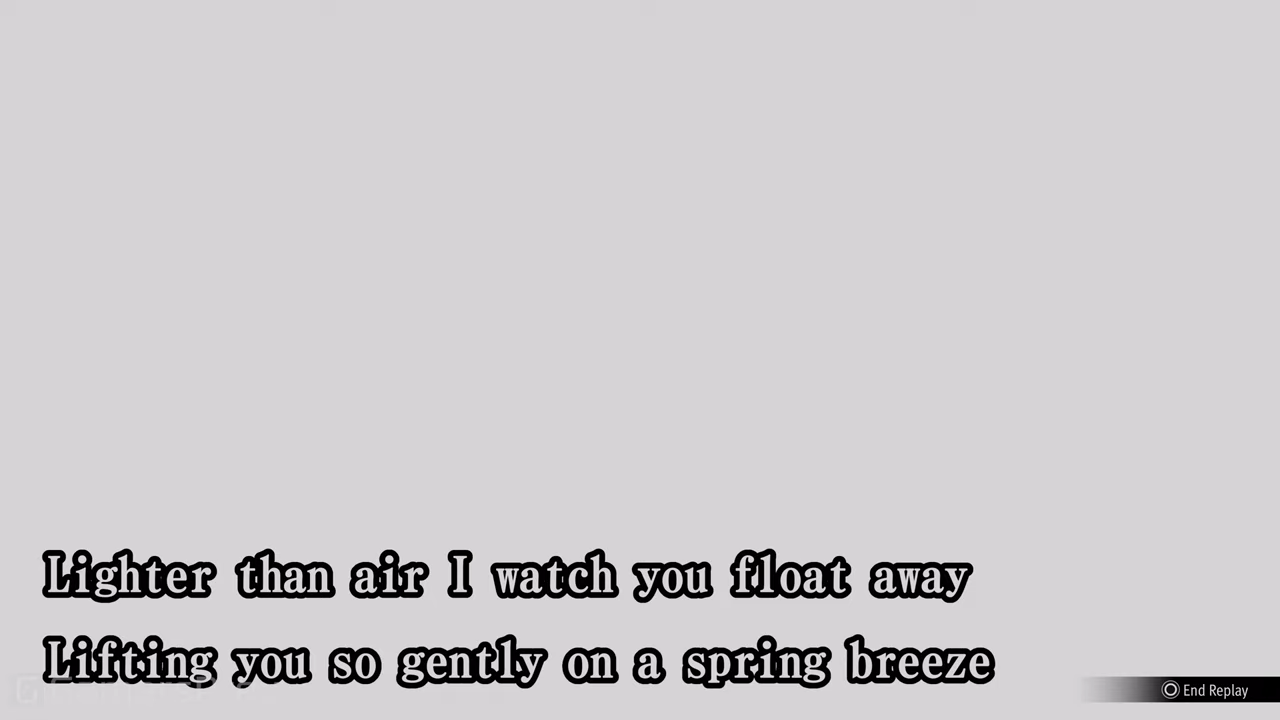 Lighter than air I watch you float away
Lifting you so gently on a spring breeze
End Replay